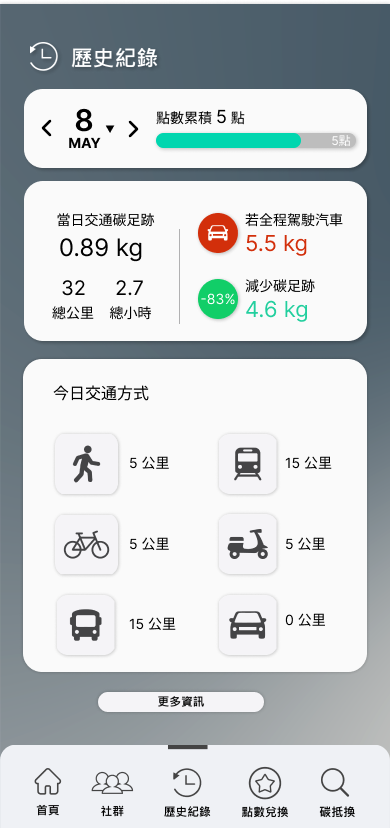 歷史紀錄
8
MAY
點數累積 5 點
5點
當日交通碳足跡
0.89 kg
32
2.7
總公里
總小時
若全程駕駛汽車
5.5 kg
-83%
減少碳足跡
4.6 kg
今日交通方式
5 公里
15 公里
5 公里
5 公里
15 公里
0 公里
更多資訊
首頁
社群
歷史紀錄
點數兌換
碳抵換